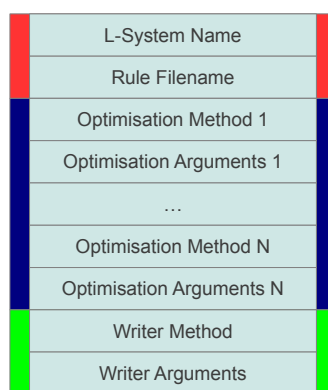 L-System Name
Rule Filename
Optimisation Method 1
Optimisation Arguments 1
…
Optimisation Method N
Optimisation Arguments N
Writer Method
Writer Arguments